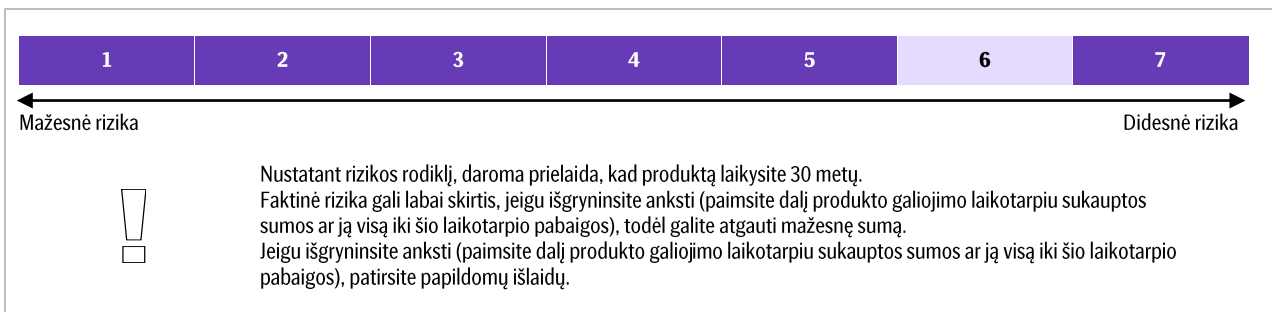 1 2 3 4 5 6 7
Mažesnė rizika Didesnė rizika
Nustatant rizikos rodiklį, daroma prielaida, kad produktą laikysite 30 metų.
Faktinė rizika gali labai skirtis, jeigu išgryninsite anksti (paimsite dalį produkto galiojimo laikotarpiu sukauptos
sumos ar ją visą iki šio laikotarpio pabaigos), todėl galite atgauti mažesnę sumą.
Jeigu išgryninsite anksti (paimsite dalį produkto galiojimo laikotarpiu sukauptos sumos ar ją visą iki šio laikotarpio
pabaigos), patirsite papildomų išlaidų.